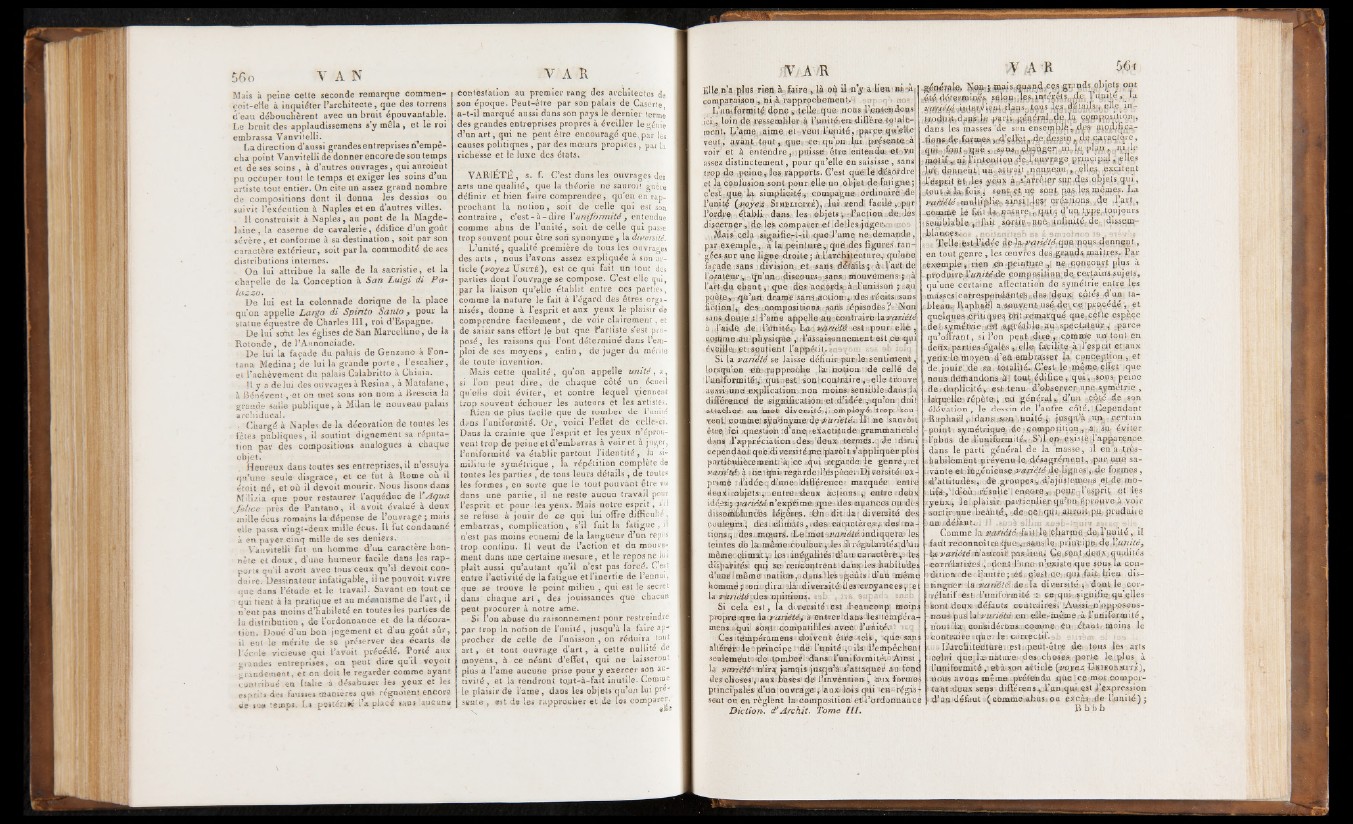 560 VAN
VAR
Mais à peine cette seconde remarque commen-
çoit-elle à inquiéter l'architecte, que des torrens
d'eau débouchèrent avec un bruit épouvantable.
Le bruit des applaudissemens s'y mêla, et le roi
embrassa Vanvitelli.
La direction d'aussi grandes entreprises n'empê-
cha point Vanvitelli de donner encore de son temps
et de ses soins, à d'autres ouvrages, qui auroient
pu occuper tout le temps et exiger les soins d'un
artiste tout entier. On cite un assez grand nombre
de compositions dont il donna les dessins ou
suivit l'exécution à Naples et en d'autres villes.
Il construisit à Naples, au pont de la Magde-
laine, la caserne de cavalerie, édifice d'un goût
sévère, et conforme à sa destination, soit par son
caractère extérieur, soit par la commodité de ses
distributions internes.
On lui attribue la salle de la sacristie, et la
chapelle de la Conception à San Luigi di Pa-
lazzo.
De lui est la colonnade dorique de la place
qu'on appelle Largo di Spirito Santo, pour la
statue équestre de Charles III, roi d'Espagne.
De lui sont les églises de San Marcellino, de la
Rotonde, de l'Annonciade.
De lui la façade du palais de Genzano à Fon-
tana Medina; de lui la grande porte, l'escalier,
et l'achèvement du palais Calabritto à Chiaia.
Il y a de lui des ouvrages à Resina, à Matalane,
à Bénévent, et on met sous son nom à Brescia la
grande salle publique, à Milan le nouveau palais
archiducal.
Chargé à Naples de la décoration de toutes les
fêtes publiques, il soutint dignement sa réputa-
tion par des compositions analogues à chaque
objet.
Heureux dans toutes ses entreprises, il n'essuya
qu'une seule disgrace, et ce fut à Rome où il
étoit né, et où il devoit mourir. Nous lisons dans
Milizia que pour restaurer l'aquéduc de l'Aqua
Felice près de Pantano, il avoit évalué à deux
mille écus romains la dépense de l'ouvrage; mais
elle passa vingt-deux mille écus. Il fut condamné
à en payer cinq mille de ses deniers.
Vanvitelli fut un homme d'un caractère hon-
nête et doux, d'une humeur facile dans les rap-
ports qu'il avoit avec tous ceux qu'il devoit con-
duire. Dessinateur infatigable, il ne pouvoit vivre
que dans l'étude et le travail. Savant en tout ce
qui tient à la pratique et au mécanisme de l'art, il
n'eut pas moins d'habileté en toutes les parties de
la distribution, de l'ordonnance et de la décora-
tion. Doué d'un bon jugement et d'un goût sûr,
il eut le mérite de se préserver des écarts de
l'école vicieuse qui l'avoit précédé. Porté aux
grandes entreprises, on peut dire qu'il voyoit
grandement, et on doit le regarder comme ayant
contribué en Italie à désabuser les yeux et les
esprits des fausses manières qui régnoient encore
de son temps. La postérité l'a placé sans aucune
contestation au premier rang des architectes de
son époque. Peut-être par son palais de Caserte,
a-t-il marqué aussi dans son pays le dernier terme
des grandes entreprises propres à éveiller le génie
d'un art, qui ne peut être encouragé que par les
causes politiques, par des mœurs propices, par la
richesse et le luxe des états.
VARIÉTÉ, s. f. C'est dans les ouvrages des
arts une qualité, que la théorie ne sauroit guère
définir et bien faire comprendre, qu'en en rap-
prochant la notion, soit de celle qui est son
contraire, c'est-à-dire l'uniformité, entendue
comme abus de l'unité, soit de celle qui passe
trop souvent pour être son synonyme, la diversité.
L'unité, qualité première de tous les ouvrages
des arts, nous l'avons assez expliquée à son ar-
ticle (voyez UNITÉ), est ce qui fait un tout des
parties dont l'ouvrage se compose. C'est elle qui,
par la liaison qu'elle établit entre ces parties,
comme la nature le fait à l'égard des êtres orga-
nisés, donne à l'esprit et aux yeux le plaisir de
comprendre facilement, de voir clairement, et
de saisir sans effort le but que l'artiste s'est pro-
posé, les raisons qui l'ont déterminé dans l'em-
ploi de ses moyens, enfin, de juger du mérite
de toute invention.
Mais cette qualité, qu'on appelle unité, a,
si l'on peut dire, de chaque côté un écueil
qu'elle doit éviter, et contre lequel viennent
trop souvent échouer les auteurs et les artistes.
Rien de plus facile que de tomber de l'unité
dans l'uniformité. Or, voici l'effet de celle-ci.
Dans la crainte que l'esprit et les yeux n'éprou-
vent trop de peine et d'embarras à voir et à juger,
l'uniformité va établir partout l'identité, la si-
militude symétrique, la répétition complète de
toutes les parties, de tous leurs détails, de toutes
les formes, en sorte que le tout pouvant être vu
dans une partie, il ne reste aucun travail pour
l'esprit et pour les yeux. Mais notre esprit, s'il
se refuse à jouir de ce qui lui offre difficulté,
embarras, complication, s'il fait la fatigue, il
n'est pas moins ennemi de la langueur d'un repos
trop continu. Il veut de l'action et du mouve-
ment dans une certaine mesure, et le repos ne lui
plaît aussi qu'autant qu'il n'est pas forcé. C'est
entre l'activité de la fatigue et l'inertie de l'ennui,
que se trouve le point milieu, qui est le secret
dans chaque art, des jouissances que chacun
peut procurer à notre ame.
Si l'on abuse du raisonnement pour restreindre
par trop la notion de l'unité, jusqu'à la faire ap-
procher de celle de l'unisson, on réduira tout
art, et tout ouvrage d'art, à cette nullité de
moyens, à ce néant d'effet, qui ne laisseront
plus à l'ame aucune prise pour y exercer son ac-
tivité, et la rendront tout-à-fait inutile. Comme
le plaisir de l'ame, dans les objets qu'on lui pré-
sente, est de les rapprocher et de les comparer,
elle
VAR
VAR 561
Elle n'a plus rien à faire, là où il n'y a lieu ni à
comparaison, ni à rapprochement.
L'uniformité donc, telle que nous l'entendons
ici, loin de ressembler à l'unité, en diffère totale-
ment. L'ame aime et veut l'unité, parce qu'elle
veut, avant tout, que ce qu'on lui présente à
voir et à entendre, puisse être entendu et vu
assez distinctement, pour qu'elle en saisisse, sans
trop de peine, les rapports. C'est que le désordre
et la confusion sont pour elle un objet de fatigue;
c'est que la simplicité, compagne ordinaire de
l'unité (voyez SIMPLICITÉ), lui rend facile, par
l'ordre établi dans les objets, l'action de les
discerner, de les comparer et de les juger.
Mais cela signifie-t-il que l'ame ne demande,
par exemple, à la peinture, que des figures ran-
gées sur une ligne droite; à l'architecture, qu'une
façade sans division et sans détails; à l'art de
l'orateur, qu'un discours sans mouvemens; à
l'art du chant, que des accords à l'unisson; au
poète, qu'un drame sans action, des récits sans
action, des compositions sans épisodes? Non
sans doute : l'ame appelle au contraire la variété
à l'aide de l'unité. La variété est pour elle,
comme au physique, l'assaisonnement est ce qui
éveille et soutient l'appétit.
Si la variété se laisse définir par le sentiment,
lorsqu'on en rapproche la notion de celle de
l'uniformité, qui est son contraire, elle trouve
aussi une explication non moins sensible dans la
différence de signification et d'idée, qu'on doit
attacher au mot diversité, employé trop sou-
vent comme synonyme de variété. Il ne sauroit
être ici question d'une exactitude grammaticale
dans l'appréciation des deux termes. Je dirai
cependant que diversité me paroît s'appliquer plus
particulièrement à ce qui regarde le genre, et
variété à ce qui regarde l'espèce. Diversité ex-
prime l'idée d'une différence marquée entre
deux objets, entre deux actions, entre deux
idées; variété n'exprime que des nuances ou des
dissemblances légères. On dit la diversité des
couleurs, des climats, des caractères, des na-
tions, des mœurs. Le mot variété indiquera les
teintes de la même couleur, les irrégularités d'un
même climat, les inégalités d'un caractère, les
disparités qui se rencontrent dans les habitudes
d'une même nation, dans les goûts d'un même
homme; on dira la diversité des croyances, et
la variété des opinions.
Si cela est, la diversité est beaucoup moins
propre que la variété, à entrer dans les tempéra-
mens qui sont compatibles avec l'unité.
Ces tempéramens doivent être tels, que sans
altérer le principe de l'unité, ils l'empêchent
seulement de tomber dans l'uniformité. Ainsi
la variété n'ira jamais jusqu'à s'attaquer au fond
des choses, aux bases de l'invention, aux formes
principales d'un ouvrage, aux lois qui en régis-
sent ou en règlent la composition et l'ordonnance
Diction. d'Archit. Tome III.
générale. Non; mais quand ces grands objets ont
été déterminés selon les intérêts de l'unité, la
variété intervient dans tous les détails; elle in-
troduit dans le parti général de la composition,
dans les masses de son ensemble, des modifica-
tions de formes, d'effet, de dessin, de caractère,
qui font que, sans changer ni le plan, ni le
motif, ni l'intention de l'ouvrage principal, elles
lui donnent un attrait nouveau, elles excitent
l'esprit et les yeux à s'arrêter sur des objets qui,
tout à la fois, sont et ne sont pas les mêmes. La
variété multiplie ainsi les créations de l'art,
comme le fait la nature, qui d'un type toujours
semblable, fait sortir une infinité de dissem-
blances.
Telle est l'idée de la variété que nous donnent,
en tout genre, les œuvres des grands maîtres. Par
exemple, rien en peinture, ne concourt plus à
produire l'unité de composition de certains sujets,
qu'une certaine affectation de symétrie entre les
masses correspondantes des deux côtés d'un ta-
bleau. Raphaël a souvent usé de ce procédé, et
quelques critiques ont remarqué que cette espèce
de symétrie est agréable au spectateur, parce
qu'offrant, si l'on peut dire, comme un tout en
deux parties égales, elle facilite à l'esprit et aux
yeux le moyen d'en embrasser la conception, et
de jouir de sa totalité. C'est le même effet que
nous demandons à tout édifice, qui, sous peine
de duplicité, est tenu d'observer une symétrie,
laquelle répète, en général, d'un côté de son
élévation, le dessin de l'autre côté. Cependant
Raphaël, dans son unité, jusqu'à un certain
point symétrique de composition, a su éviter
l'abus de l'uniformité. S'il en existe l'apparence
dans le parti général de la masse, il en a très-
habilement prévenu le désagrément, par une sa-
vante et ingénieuse variété de lignes, de formes,
d'attitudes, de groupes, d'ajustemens et de mo-
tifs, d'où résulte encore, pour l'esprit et les
yeux, le plaisir particulier qu'on éprouve à voir
sortir une beauté, de ce qui auroit pu produire
un défaut.
Comme la variété fait le charme de l'unité, il
faut reconnoître que, sans le principe de l'unité,
la variété n'auroit pas lieu. Ce sont deux qualités
corrélatives, dont l'une n'existe que sous la con-
dition de l'autre; et c'est ce qui fait bien dis-
tinguer la variété de la diversité, dont le cor-
rélatif est l'uniformité : ce qui signifie qu'elles
sont deux défauts contraires. Aussi n'opposons-
nous pas la variété en elle-même à l'uniformité,
nous la considérons comme en étant moins le
contraire que le correctif.
L'architecture est peut-être de tous les arts
celui que la nature des choses porte le plus à
l'uniformité, et à son article (voyez UNIFORMITÉ),
nous avons même prétendu que ce mot compor-
tant deux sens différens, l'un qui est l'expression
d'un défaut (comme abus ou excès de l'unité);
Bbbb